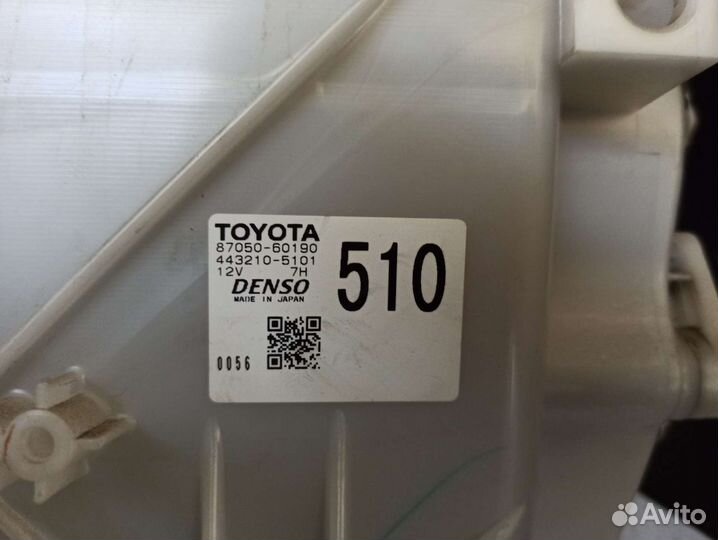 TOYOTA
87050-60190
443210-5101
12V 7H
DENSO
MADE IN JAPAN
510
0056
Avito